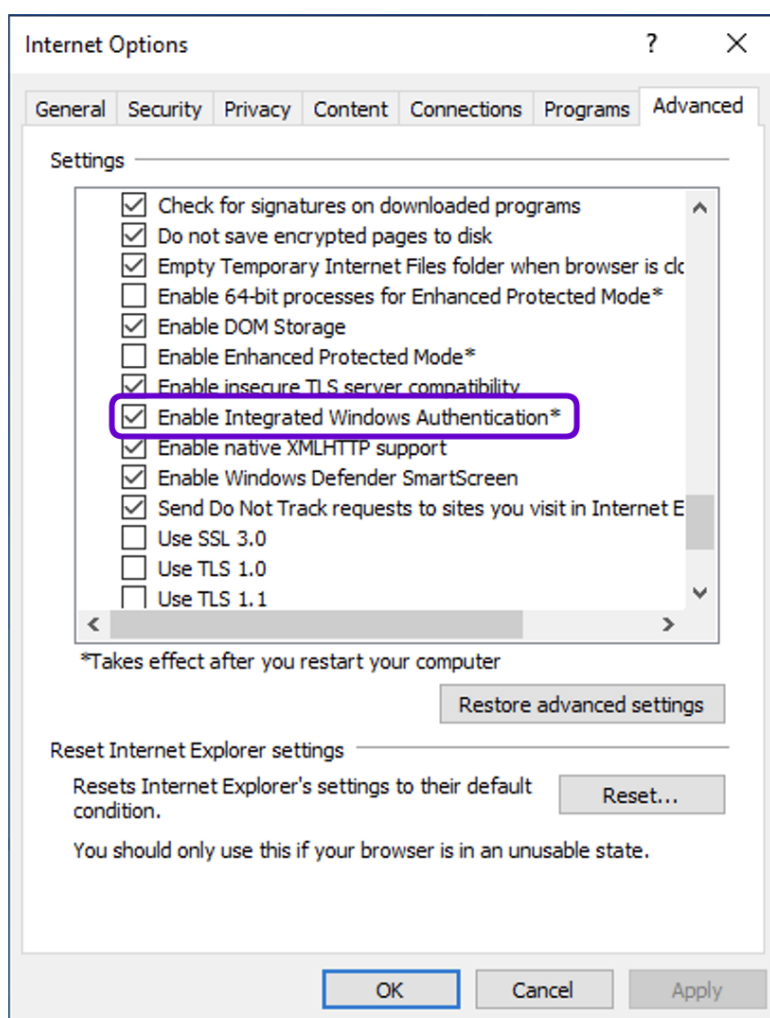 Internet Options
General Security Privacy Content Connections Programs Advanced
Settings
Check for signatures on downloaded programs
Do not save encrypted pages to disk
Empty Temporary Internet Files folder when browser is
Enable 64-bit processes for Enhanced Protected Mode*
Enable DOM Storage
Enable Enhanced Protected Mode*
Enable insecure TLS server compatibility
Enable Integrated Windows Authentication*
Enable native XMLHTTP support
Enable Windows Defender SmartScreen
Send Do Not Track requests to sites you visit in Internet E
Use SSL 3.0
Use TLS 1.0
Use TLS 1.1
*Takes effect after you restart your computer
Restore advanced settings
Reset Internet Explorer settings
Resets Internet Explorer's settings to their default
condition.
Reset...
You should only use this if your browser is in an unusable state.
OK Cancel Apply